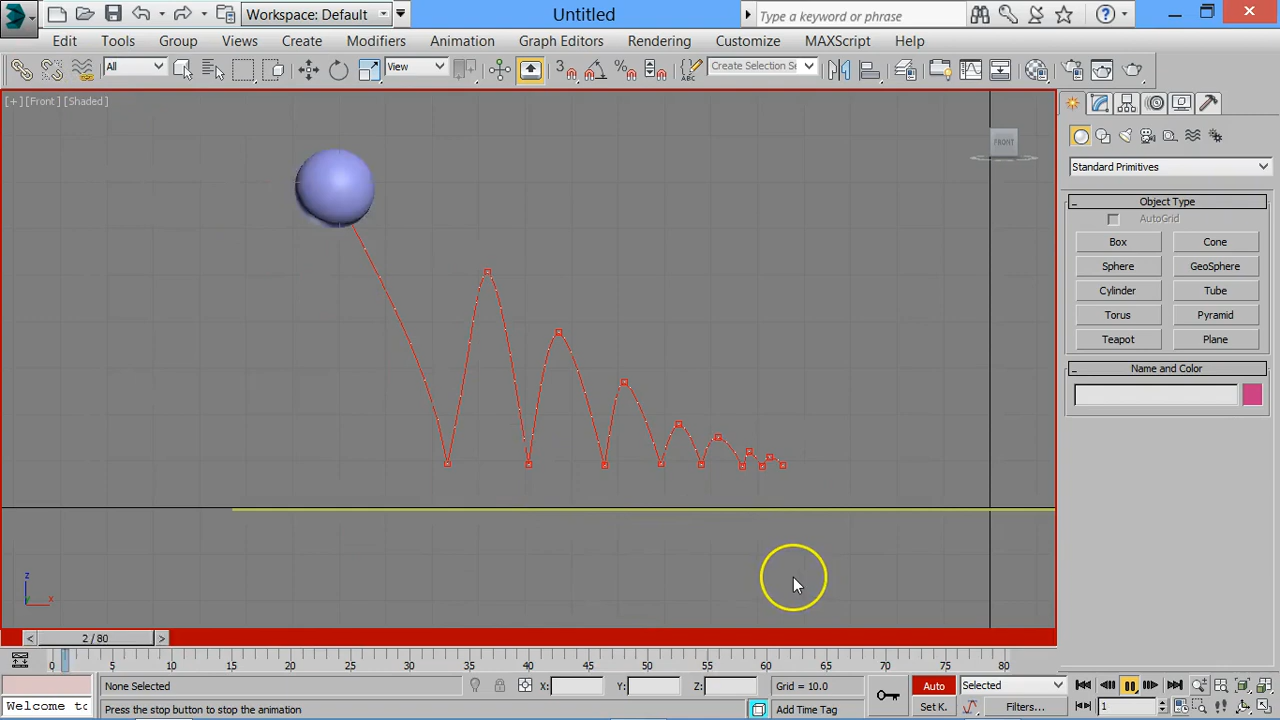 Workspace: Default
Untitled
Type a keyword or phrase
Edit Tools Group Views Create Modifiers Animation Graph Editors Rendering Customize MAXScript Help
All
View
3
Create Selection Se
[+] [Front] [Shaded]
FRONT
Standard Primitives
Object Type
AutoGrid
Box Cone
Sphere GeoSphere
Cylinder Tube
Torus Pyramid
Teapot Plane
Name and Color
z
x
2 / 80
0 5 10 15 20 25 30 35 40 45 50 55 60 65 70 75 80
None Selected
X: Y: Z:
Grid = 10.0
Auto
Selected
Welcome to
Press the stop button to stop the animation
Add Time Tag
Set K.
Filters...
1